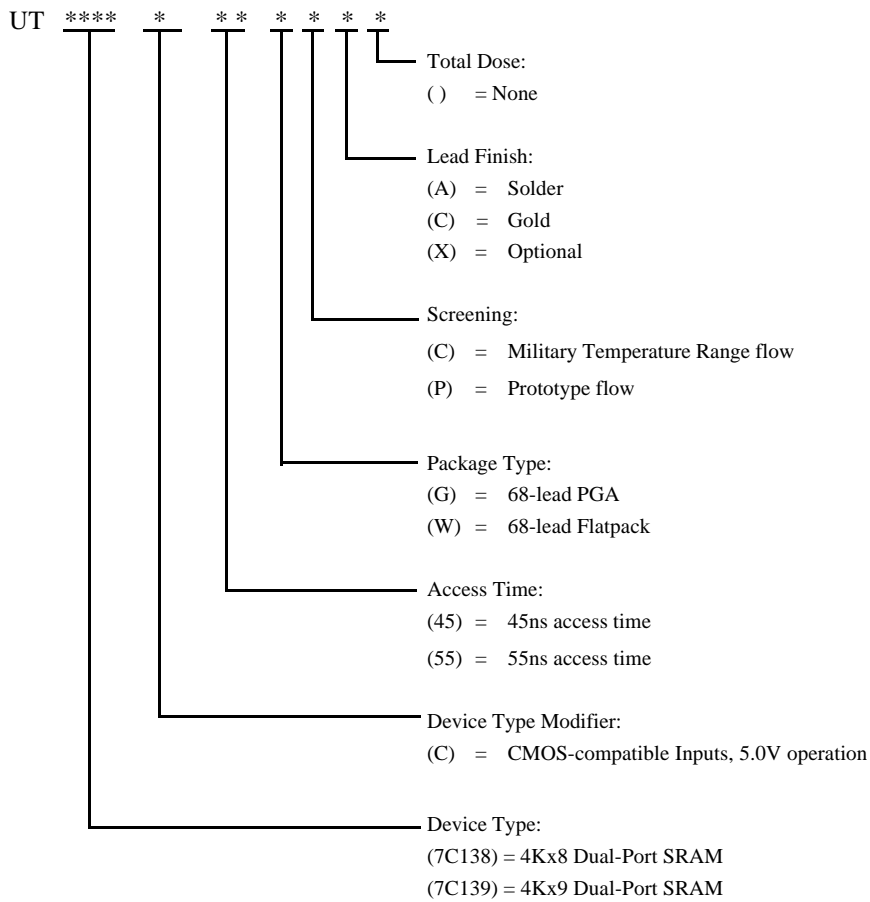 UT **** * * * * * * *
Total Dose:
( ) = None
Lead Finish:
(A) = Solder
(C) = Gold
(X) = Optional
Screening:
(C) = Military Temperature Range flow
(P) = Prototype flow
Package Type:
(G) = 68-lead PGA
(W) = 68-lead Flatpack
Access Time:
(45) = 45ns access time
(55) = 55ns access time
Device Type Modifier:
(C) = CMOS-compatible Inputs, 5.0V operation
Device Type:
(7C138) = 4Kx8 Dual-Port SRAM
(7C139) = 4Kx9 Dual-Port SRAM